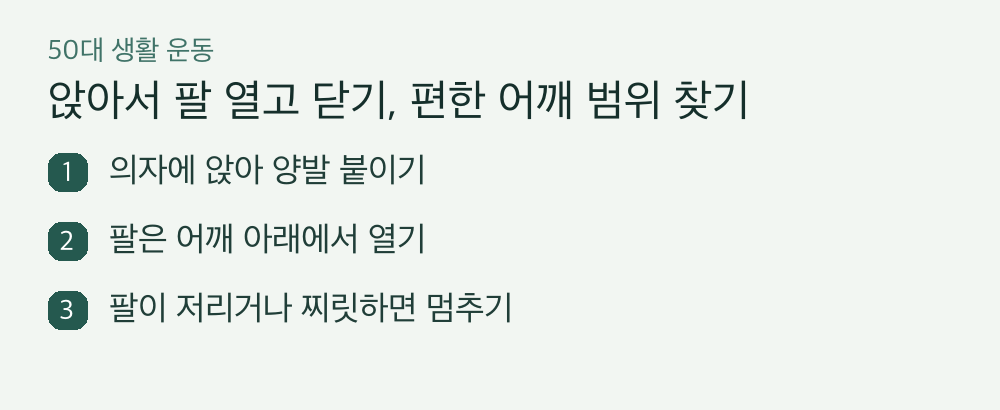 50대 생활 운동
앉아서 팔 열고 닫기, 편한 어깨 범위 찾기
1 의자에 앉아 양발 붙이기
2 팔은 어깨 아래에서 열기
3 팔이 저리거나 찌릿하면 멈추기